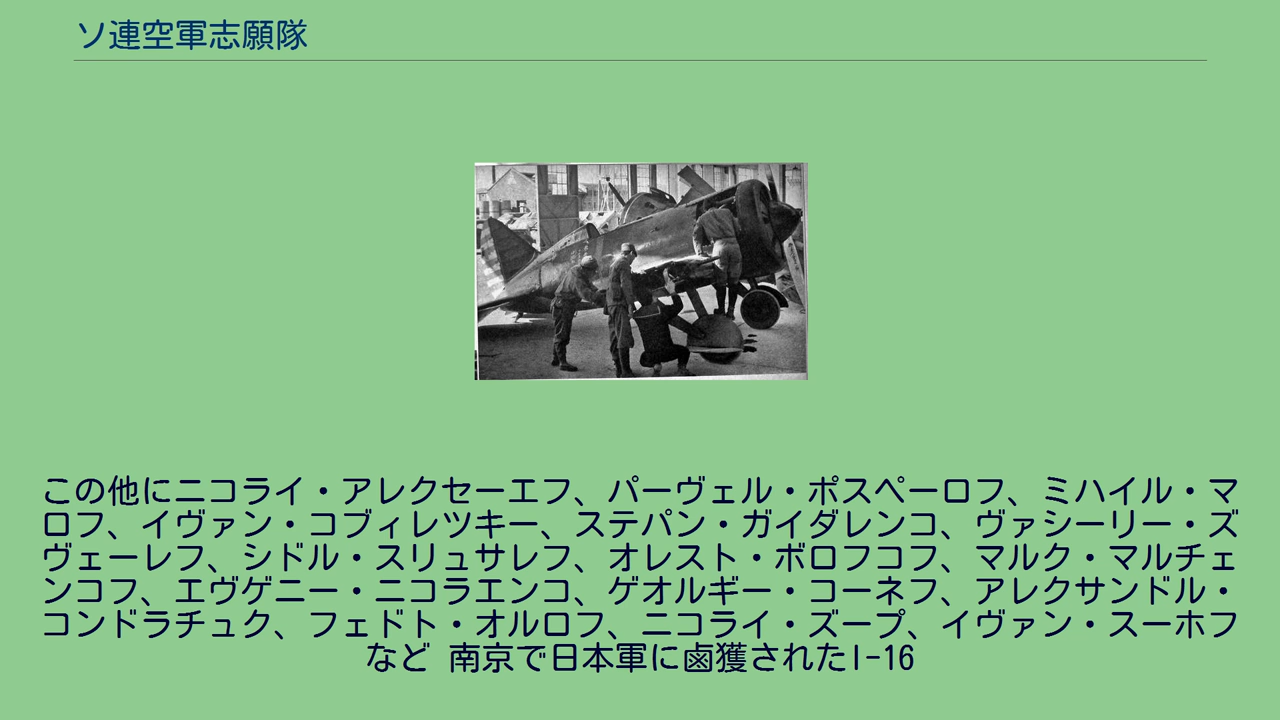 ソ連空軍志願隊
この他にニコライ・アレクセーエフ、パーヴェル・ポスペーロフ、ミハイル・マ
ロフ、イヴァン・コブィレツキー、ステパン・ガイダレンコ、ヴァシーリー・ズ
ヴェーレフ、シドル・スリュサレフ、オレスト・ボロフコフ、マルク・マルチェ
ンコフ、エヴゲニー・ニコラエンコ、ゲオルギー・コーネフ、アレクサンドル・
コンドラチュク、フェドト・オルロフ、ニコライ・ズープ、イヴァン・スーホフ
など 南京で日本軍に鹵獲されたI-16